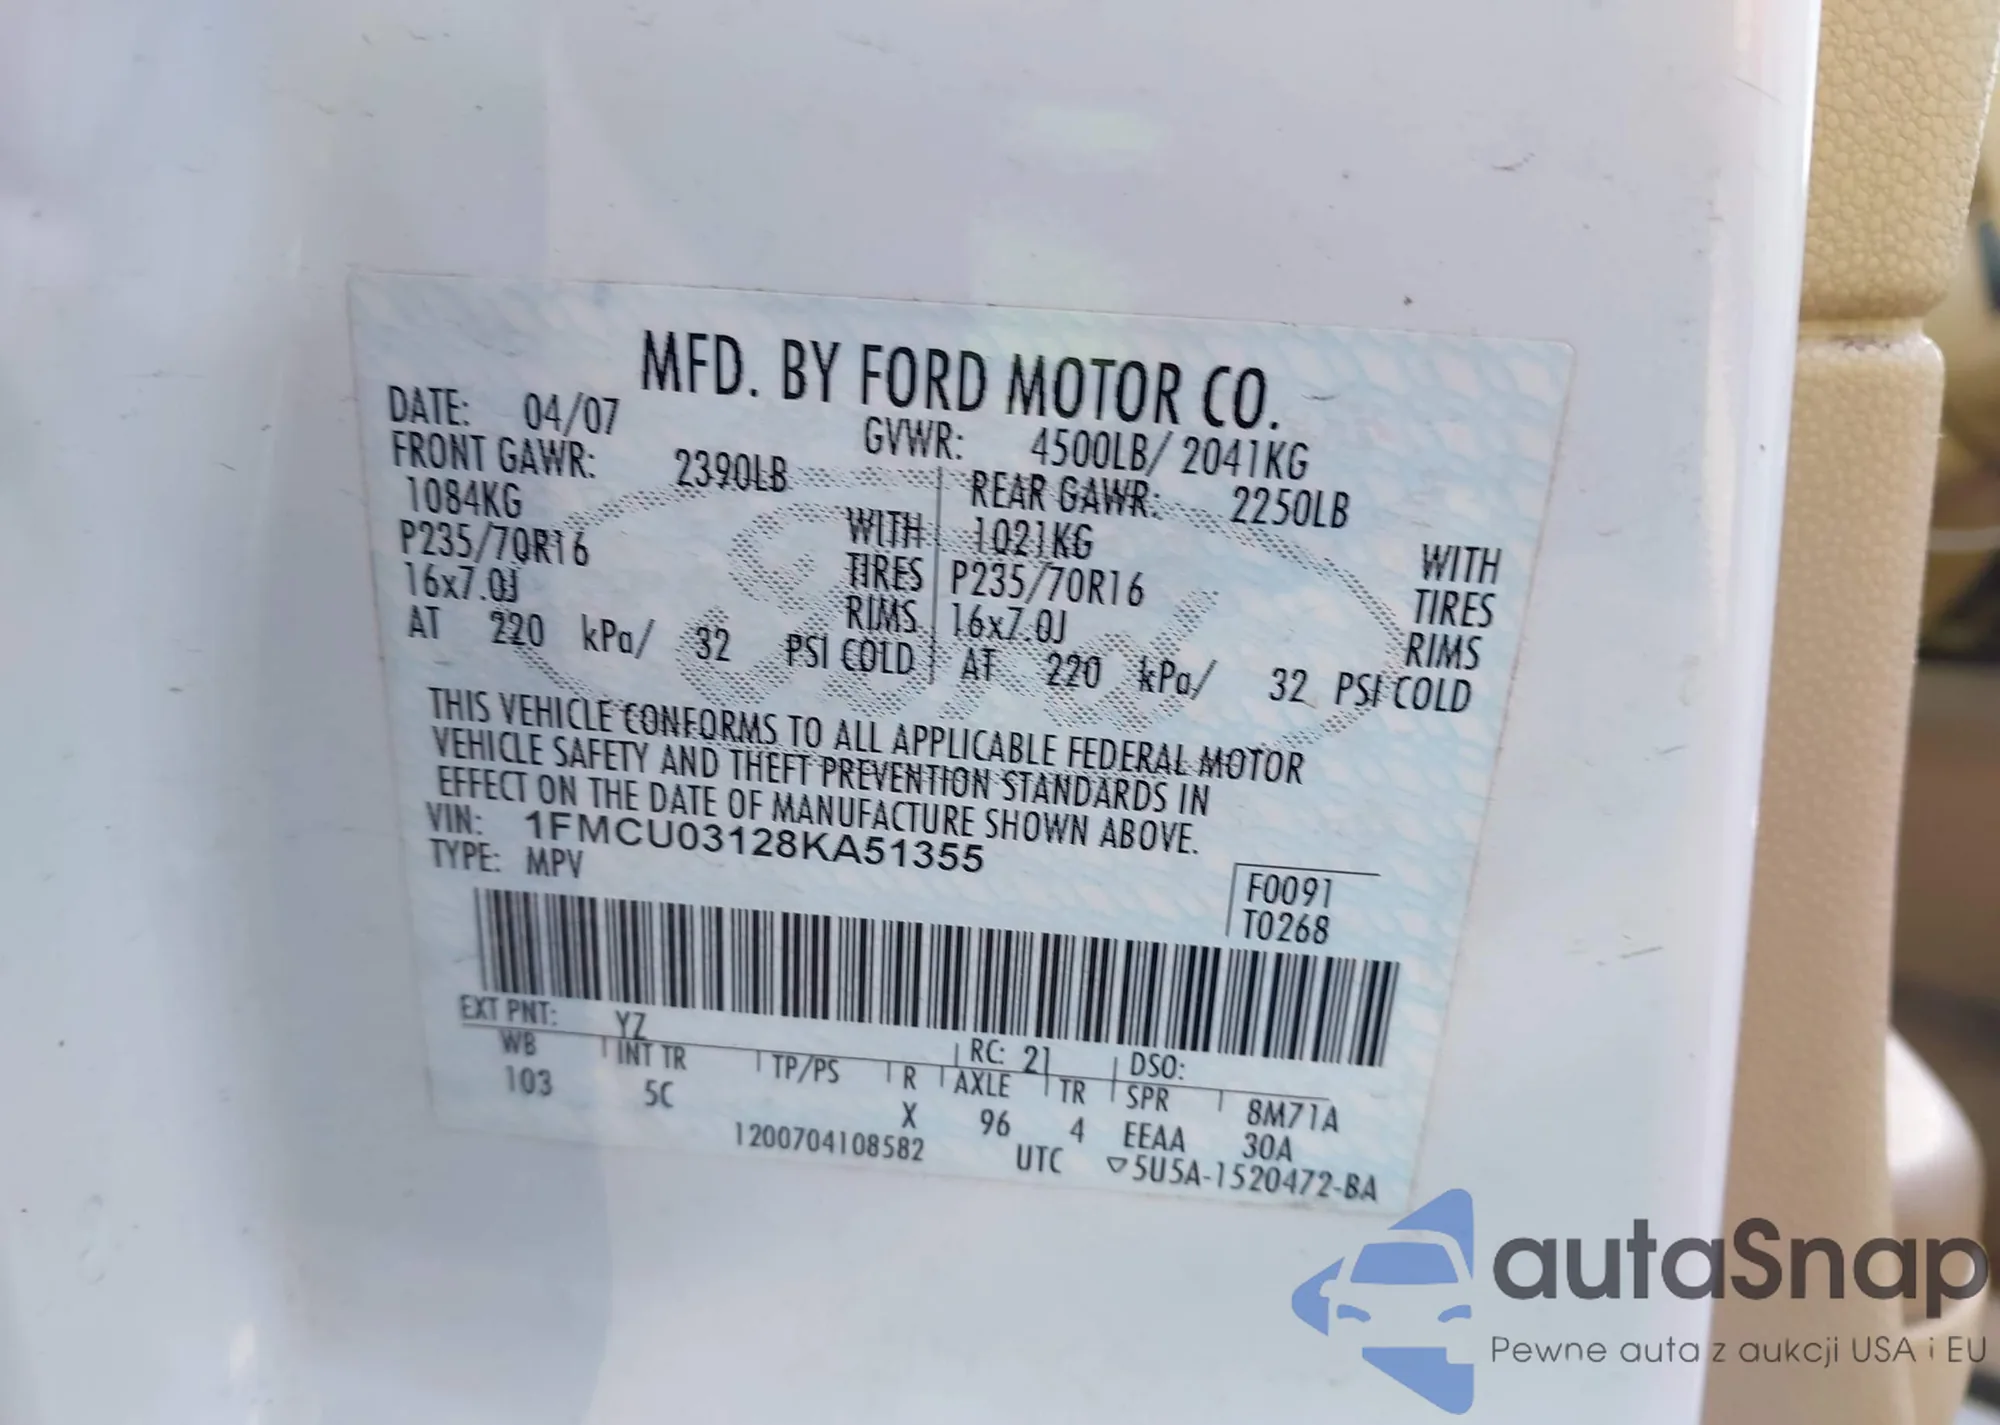 MFD. BY FORD MOTOR CO.
DATE: 04/07 GVWR: 4500LB/ 2041KG
FRONT GAWR: 2390LB REAR GAWR: 2250LB
1084KG WITH 1021KG WITH
P235/70R16 TIRES P235/70R16 TIRES
16x7.0J RIMS 16x7.0J RIMS
AT 220 kPa/ 32 PSI COLD AT 220 kPa/ 32 PSI COLD
THIS VEHICLE CONFORMS TO ALL APPLICABLE FEDERAL MOTOR
VEHICLE SAFETY AND THEFT PREVENTION STANDARDS IN
EFFECT ON THE DATE OF MANUFACTURE SHOWN ABOVE.
VIN: 1FMCU03128KA51355
TYPE: MPV
F0091
T0268
EXT PNT: YZ RC: 21 DSO:
WB INT TR TP/PS R AXLE TR SPR 8M71A
103 5C X 96 4 EEAA 30A
1200704108582 UTC ▽5U5A-1520472-BA
autaSnap
Pewne auta z aukcji USA i EU